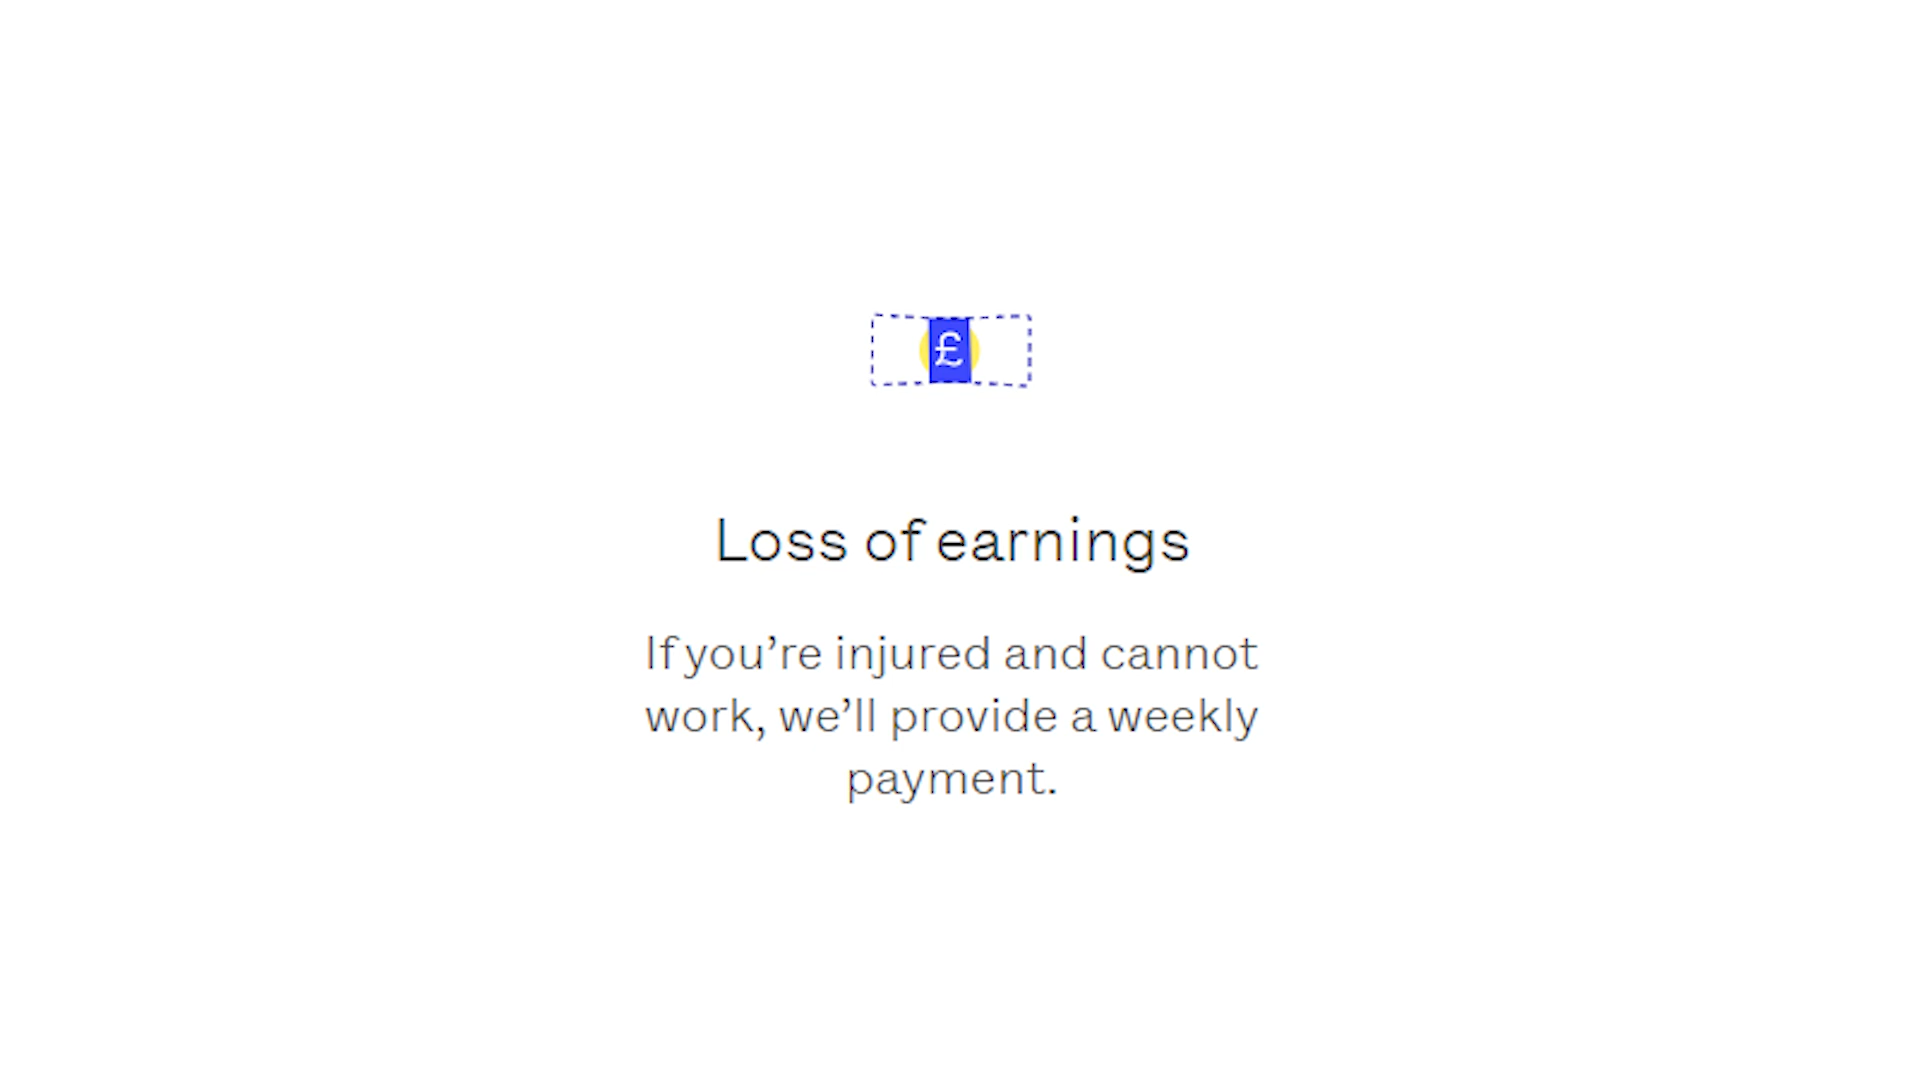 £
Loss of earnings
If you’re injured and cannot
work, we’ll provide a weekly
payment.